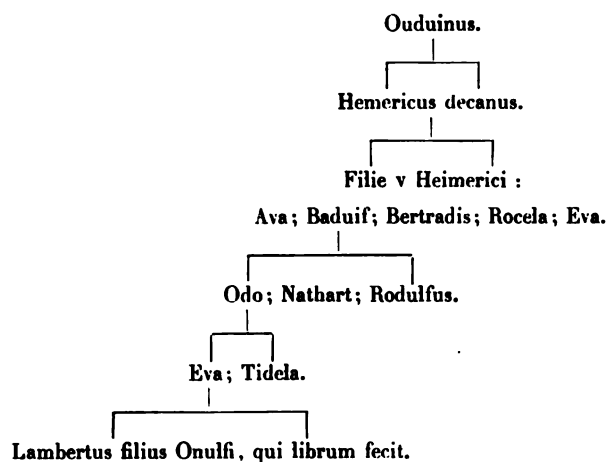 Ouduinus.
Hemericus decanus.
Filie v Heimerici :
Ava; Baduif; Bertradis; Rocela; Eva.
Odo; Nathart; Rodulfus.
Eva; Tidela.
Lambertus filius Onulfi, qui librum fecit.